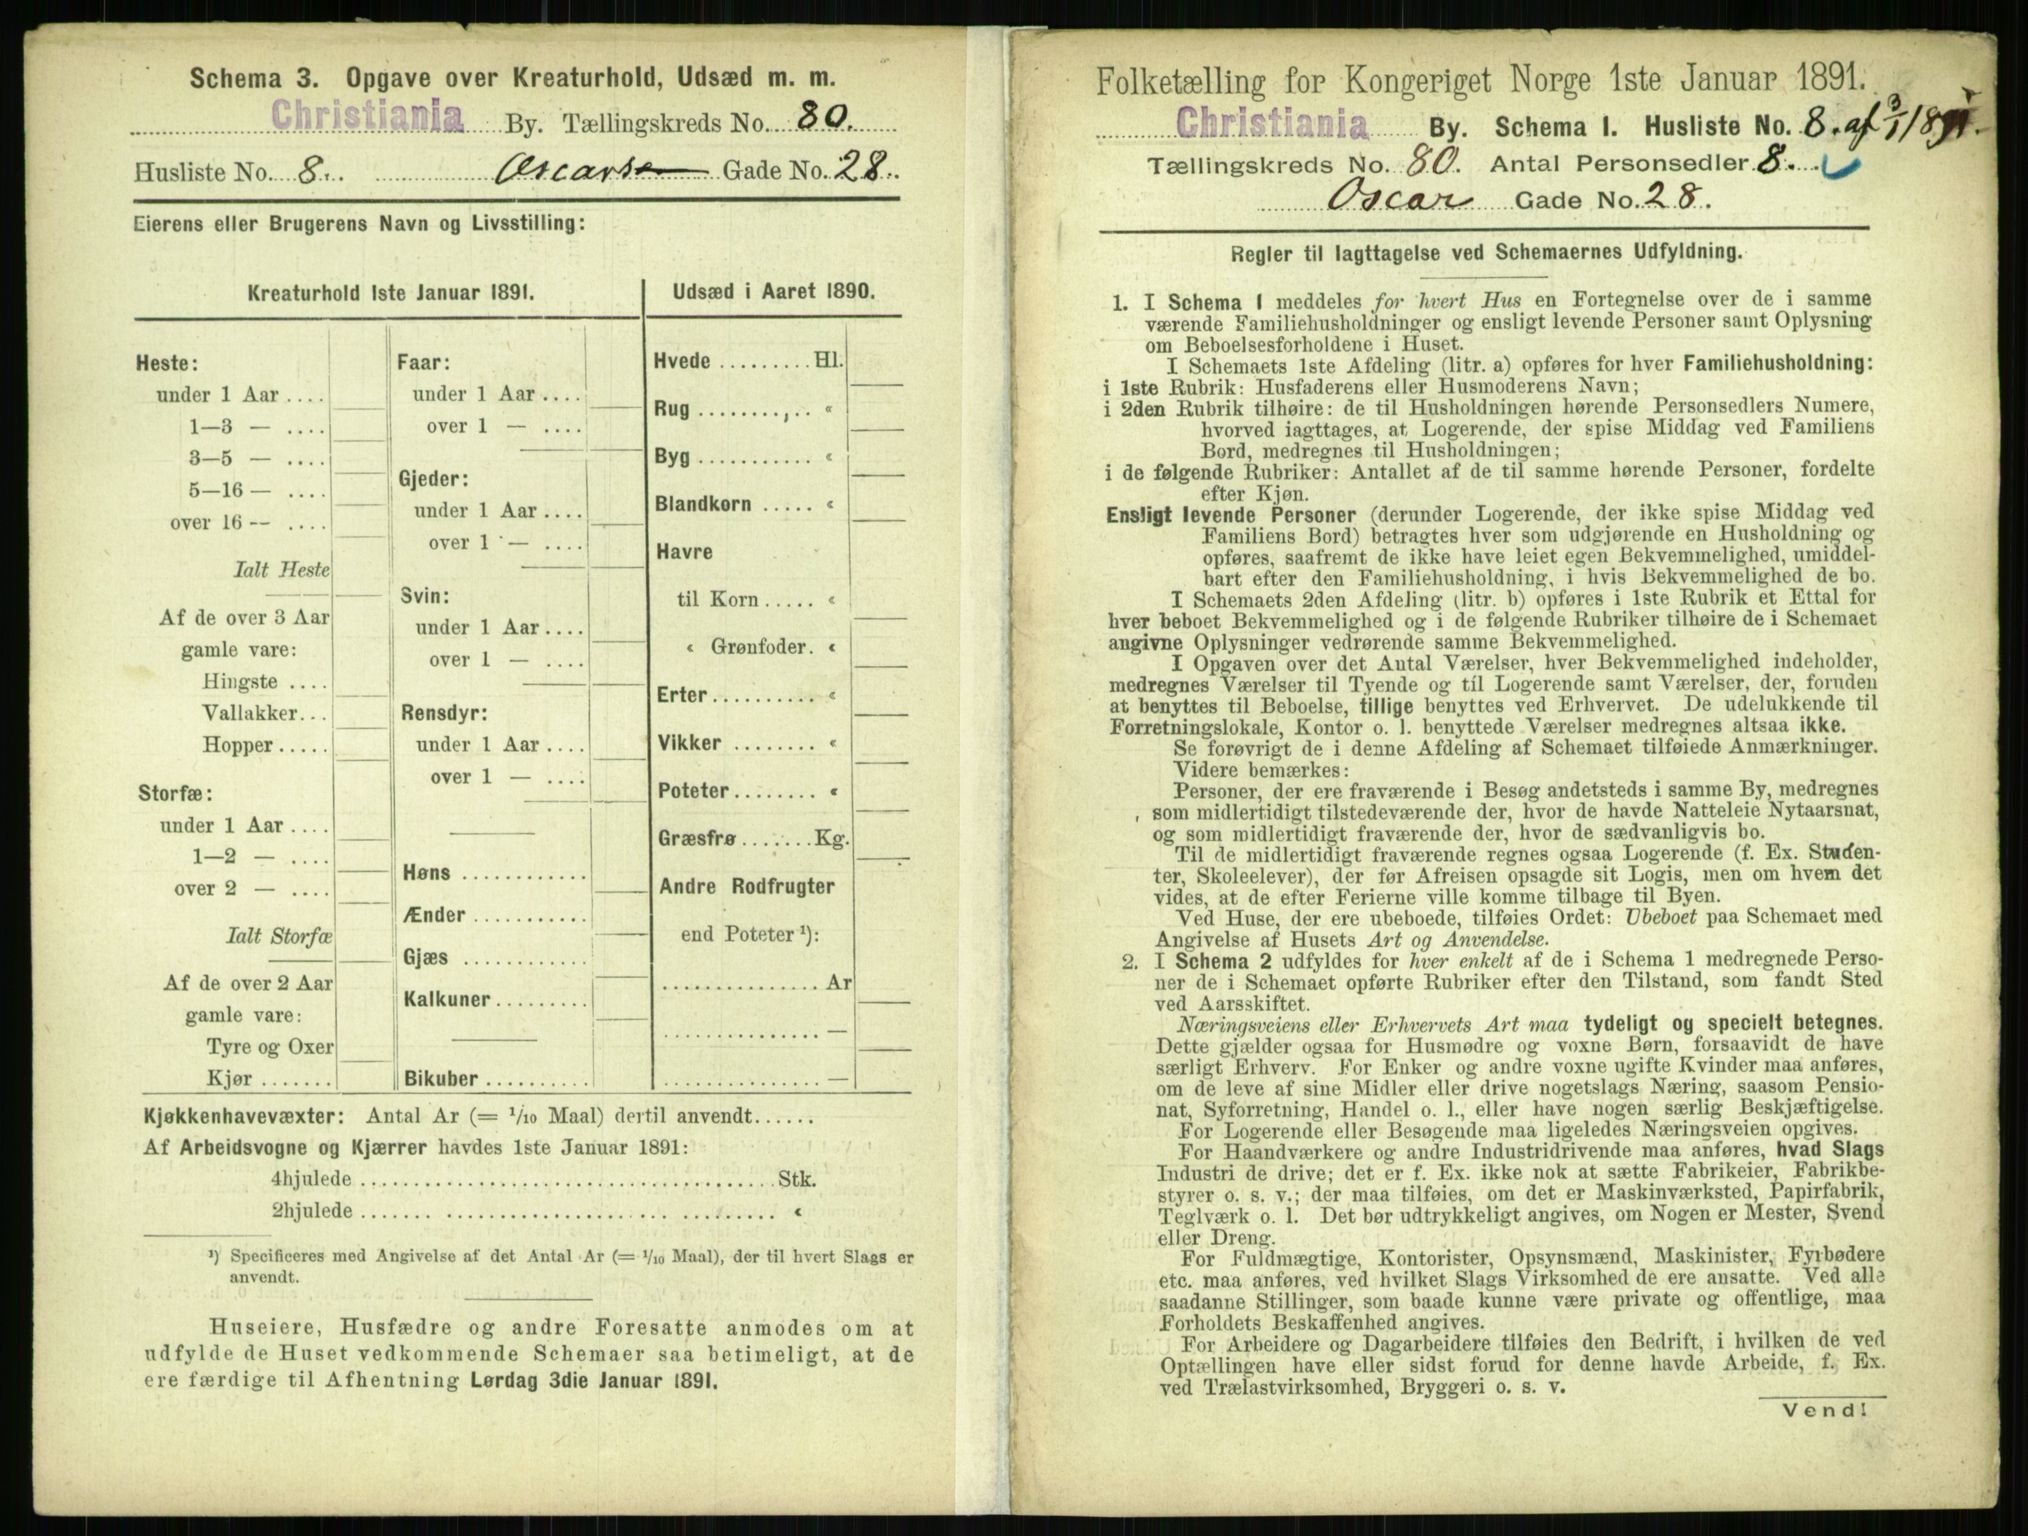 Schema 3. Opgave over Kreaturhold, Udsæd m. m.
Christiania By. Tællingskreds No. 80.
Husliste No. 8. Oscars Gade No. 28.
Eierens eller Brugerens Navn og Livsstilling:
Kreaturhold 1ste Januar 1891.
Heste:
under 1 Aar ....
1—3 — ....
3—5 — ....
5—16 — ....
over 16 — ....
Ialt Heste
Af de over 3 Aar
gamle vare:
Hingste ....
Vallakker...
Hopper .....
Storfæ:
under 1 Aar ....
1—2 — ....
over 2 — ....
Ialt Storfæ
Af de over 2 Aar
gamle vare:
Tyre og Oxer
Kjør .......
Faar:
under 1 Aar ....
over 1 — ....
Gjeder:
under 1 Aar ....
over 1 — ....
Svin:
under 1 Aar ....
over 1 — ....
Rensdyr:
under 1 Aar ....
over 1 — ....
Høns ............
Ænder ...........
Gjæs ............
Kalkuner .........
Bikuber ..........
Udsæd i Aaret 1890.
Hvede ......... Hl.
Rug ........,.. «
Byg ........... «
Blandkorn ..... «
Havre
til Korn ..... «
« Grønfoder. «
Erter .......... «
Vikker ........ «
Poteter ........ «
Græsfrø ....... Kg.
Andre Rodfrugter
end Poteter ¹):
............... Ar
............... —
............... —
Kjøkkenhavevæxter: Antal Ar (= 1/10 Maal) dertil anvendt......
Af Arbeidsvogne og Kjærrer havdes 1ste Januar 1891:
4hjulede .................................... Stk.
2hjulede .................................... «
¹) Specificeres med Angivelse af det Antal Ar (= 1/10 Maal), der til hvert Slags er
anvendt.
Huseiere, Husfædre og andre Foresatte anmodes om at
udfylde de Huset vedkommende Schemaer saa betimeligt, at de
ere færdige til Afhentning Lørdag 3die Januar 1891.
Folketælling for Kongeriget Norge 1ste Januar 1891.
Christiania By. Schema 1. Husliste No. 8. af 3/1 1891.
Tællingskreds No. 80. Antal Personsedler 8.
Oscar Gade No. 28.
Regler til Iagttagelse ved Schemaernes Udfyldning.
1. I Schema 1 meddeles for hvert Hus en Fortegnelse over de i samme
værende Familiehusholdninger og ensligt levende Personer samt Oplysning
om Beboelsesforholdene i Huset.
I Schemaets 1ste Afdeling (litr. a) opføres for hver Familiehusholdning:
i 1ste Rubrik: Husfaderens eller Husmoderens Navn;
i 2den Rubrik tilhøire: de til Husholdningen hørende Personsedlers Numere,
hvorved iagttages, at Logerende, der spise Middag ved Familiens
Bord, medregnes til Husholdningen;
i de følgende Rubriker: Antallet af de til samme hørende Personer, fordelte
efter Kjøn.
Ensligt levende Personer (derunder Logerende, der ikke spise Middag ved
Familiens Bord) betragtes hver som udgjørende en Husholdning og
opføres, saafremt de ikke have leiet egen Bekvemmelighed, umiddel-
bart efter den Familiehusholdning, i hvis Bekvemmelighed de bo.
I Schemaets 2den Afdeling (litr. b) opføres i 1ste Rubrik et Ettal for
hver beboet Bekvemmelighed og i de følgende Rubriker tilhøire de i Schemaet
angivne Oplysninger vedrørende samme Bekvemmelighed.
I Opgaven over det Antal Værelser, hver Bekvemmelighed indeholder,
medregnes Værelser til Tyende og til Logerende samt Værelser, der, foruden
at benyttes til Beboelse, tillige benyttes ved Erhvervet. De udelukkende til
Forretningslokale, Kontor o. l. benyttede Værelser medregnes altsaa ikke.
Se forøvrigt de i denne Afdeling af Schemaet tilføiede Anmærkninger.
Videre bemærkes:
Personer, der ere fraværende i Besøg andetsteds i samme By, medregnes
som midlertidigt tilstedeværende der, hvor de havde Natteleie Nytaarsnat,
og som midlertidigt fraværende der, hvor de sædvanligvis bo.
Til de midlertidigt fraværende regnes ogsaa Logerende (f. Ex. Studen-
ter, Skoleelever), der før Afreisen opsagde sit Logis, men om hvem det
vides, at de efter Ferierne ville komme tilbage til Byen.
Ved Huse, der ere ubeboede, tilføies Ordet: Ubeboet paa Schemaet med
Angivelse af Husets Art og Anvendelse.
2. I Schema 2 udfyldes for hver enkelt af de i Schema 1 medregnede Perso-
ner de i Schemaet opførte Rubriker efter den Tilstand, som fandt Sted
ved Aarsskiftet.
Næringsveiens eller Erhvervets Art maa tydeligt og specielt betegnes.
Dette gjælder ogsaa for Husmødre og voxne Børn, forsaavidt de have
særligt Erhverv. For Enker og andre voxne ugifte Kvinder maa anføres,
om de leve af sine Midler eller drive nogetslags Næring, saasom Pensio-
nat, Syforretning, Handel o. l., eller have nogen særlig Beskjæftigelse.
For Logerende eller Besøgende maa ligeledes Næringsveien opgives.
For Haandværkere og andre Industridrivende maa anføres, hvad Slags
Industri de drive; det er f. Ex. ikke nok at sætte Fabrikeier, Fabrikbe-
styrer o. s. v.; der maa tilføies, om det er Maskinværksted, Papirfabrik,
Teglværk o. l. Det bør udtrykkeligt angives, om Nogen er Mester, Svend
eller Dreng.
For Fuldmægtige, Kontorister, Opsynsmænd, Maskinister, Fyrbødere
etc. maa anføres, ved hvilket Slags Virksomhed de ere ansatte. Ved alle
saadanne Stillinger, som baade kunne være private og offentlige, maa
Forholdets Beskaffenhed angives.
For Arbeidere og Dagarbeidere tilføies den Bedrift, i hvilken de ved
Optællingen have eller sidst forud for denne havde Arbeide, f. Ex.
ved Trælastvirksomhed, Bryggeri o. s. v.
Vend!